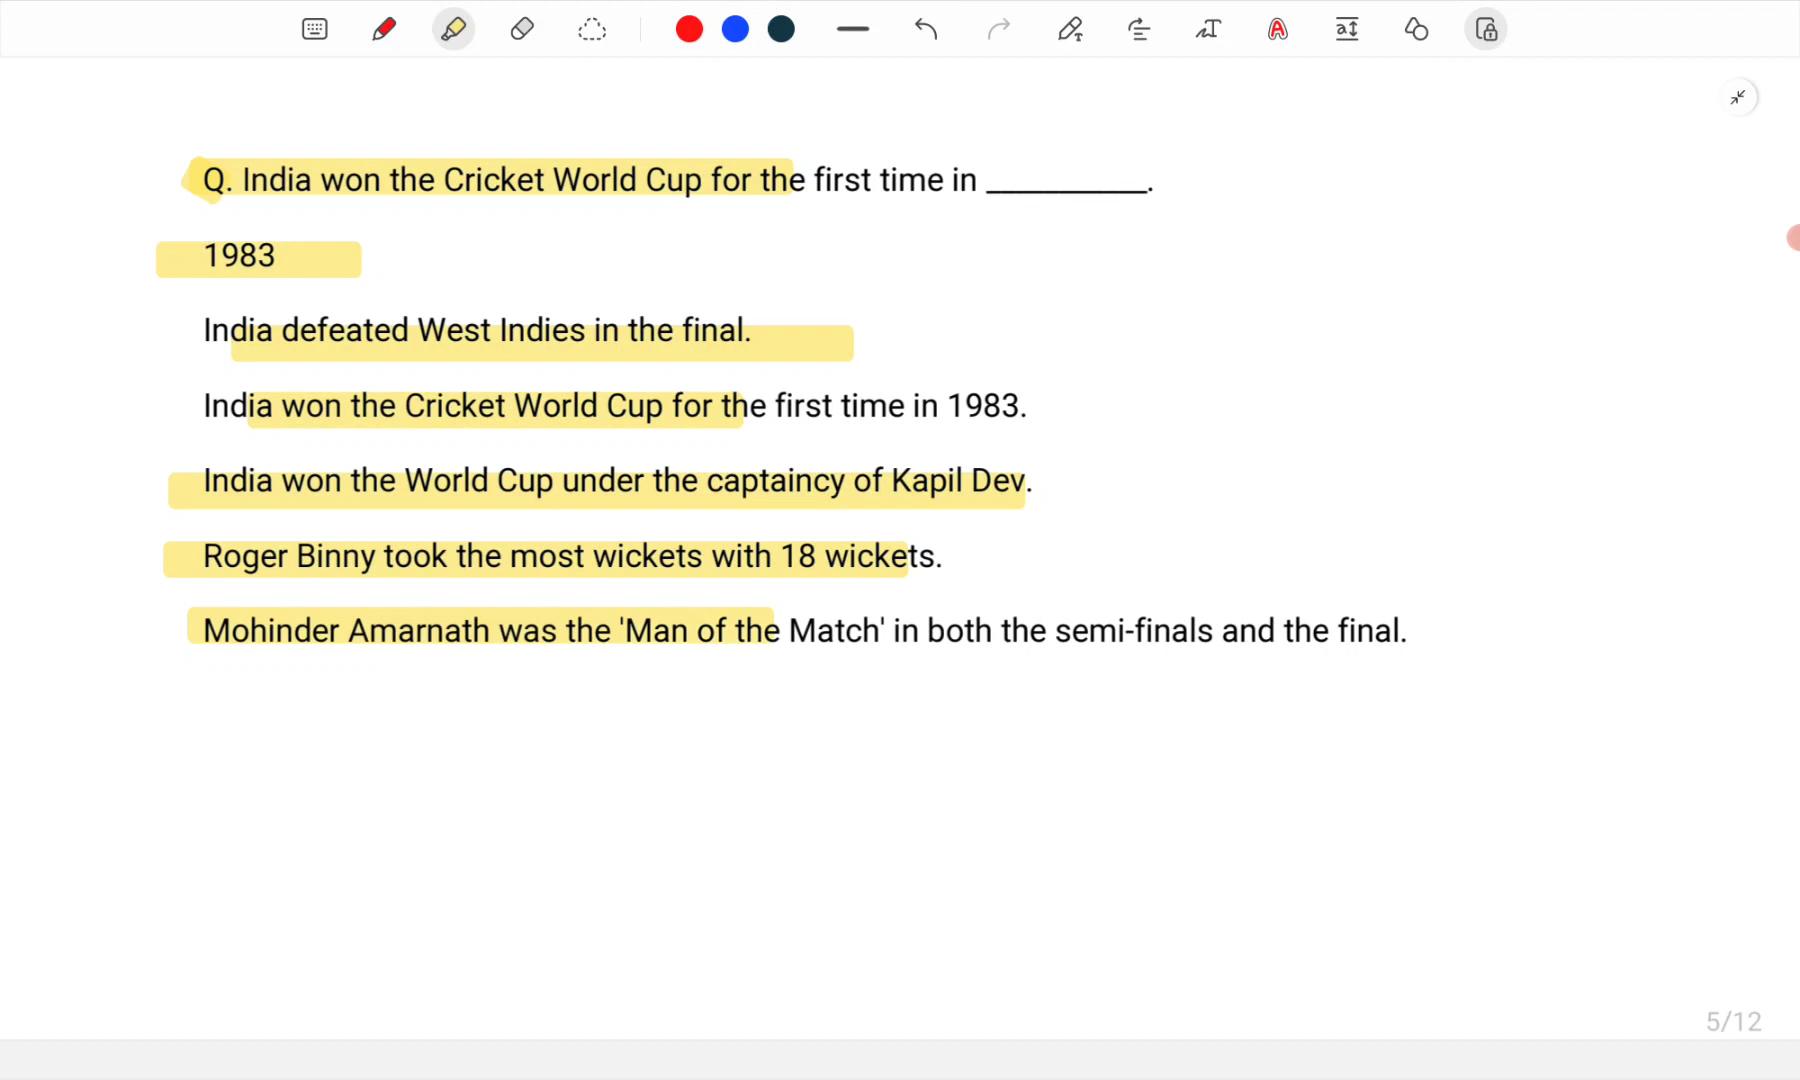 Q. India won the Cricket World Cup for the first time in __________.
1983
India defeated West Indies in the final.
India won the Cricket World Cup for the first time in 1983.
India won the World Cup under the captaincy of Kapil Dev.
Roger Binny took the most wickets with 18 wickets.
Mohinder Amarnath was the 'Man of the Match' in both the semi-finals and the final.
5/12